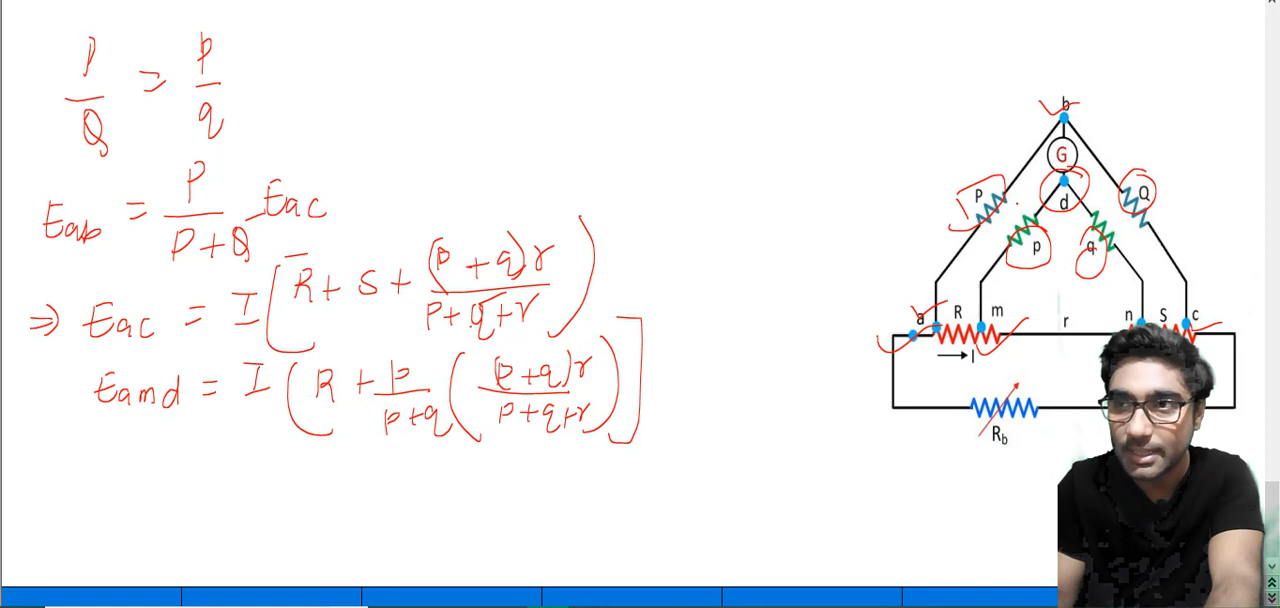 P/Q = p/q
Eab = P/(P+Q) Eac
⇒ Eac = I[R+S+(p+q)r/(p+q+r))
Eamd = I(R+p/(p+q)((p+q)r/(p+q+r))]
b
G
P
d
Q
p
q
a
R
m
r
n
S
c
I
Rb